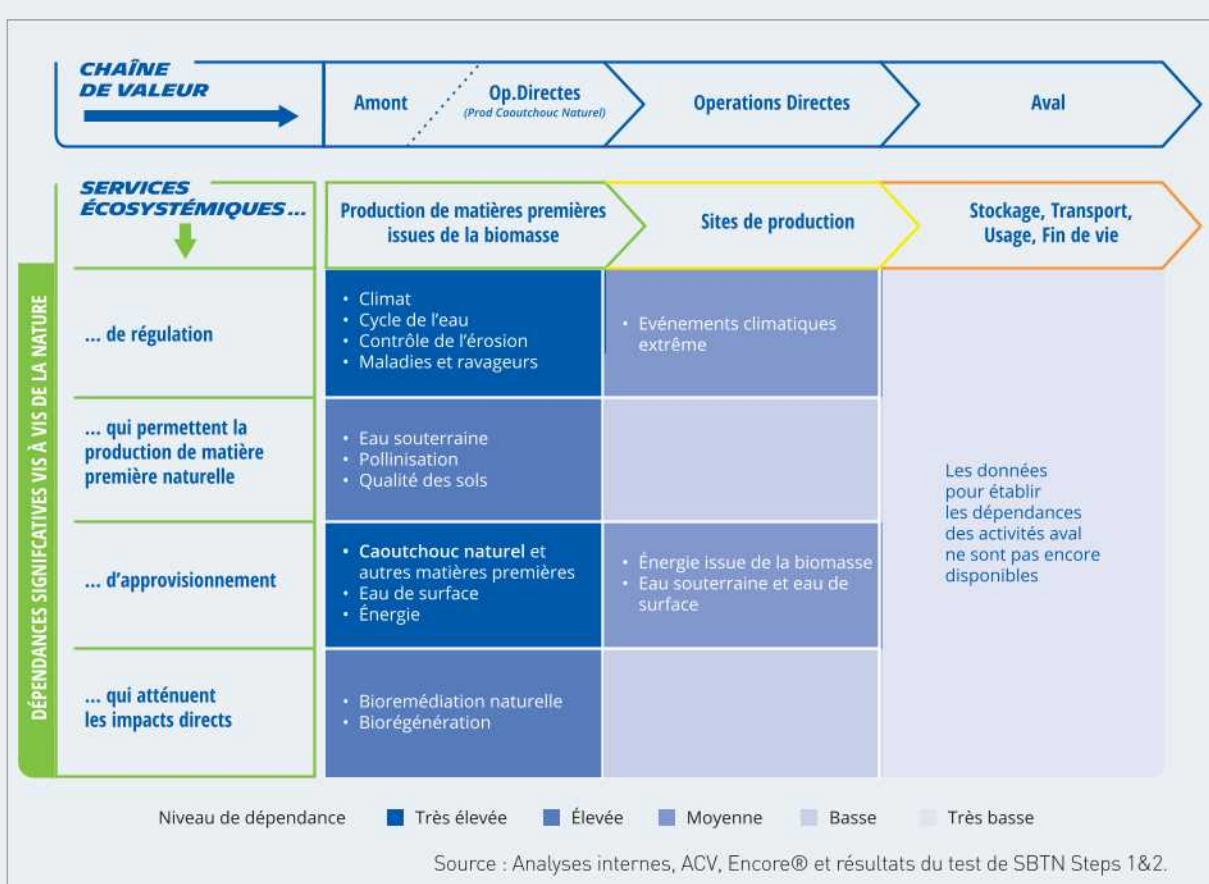 CHAÎNE
DE VALEUR
Amont
Op.Directes
(Prod Caoutchouc Naturel)
Operations Directes
Aval
SERVICES
ÉCOSYSTÉMIQUES...
Production de matières premières
issues de la biomasse
Sites de production
Stockage, Transport,
Usage, Fin de vie
DÉPENDANCES SIGNIFCATIVES VIS À VIS DE LA NATURE
... de régulation
• Climat
• Cycle de l'eau
• Contrôle de l'érosion
• Maladies et ravageurs
• Evénements climatiques
extrême
... qui permettent la
production de matière
première naturelle
• Eau souterraine
• Pollinisation
• Qualité des sols
... d'approvisionnement
• Caoutchouc naturel et
autres matières premières
• Eau de surface
• Énergie
• Énergie issue de la biomasse
• Eau souterraine et eau de
surface
... qui atténuent
les impacts directs
• Bioremédiation naturelle
• Biorégénération
Les données
pour établir
les dépendances
des activités aval
ne sont pas encore
disponibles
Niveau de dépendance
Très élevée
Élevée
Moyenne
Basse
Très basse
Source : Analyses internes, ACV, Encore® et résultats du test de SBTN Steps 1&2.